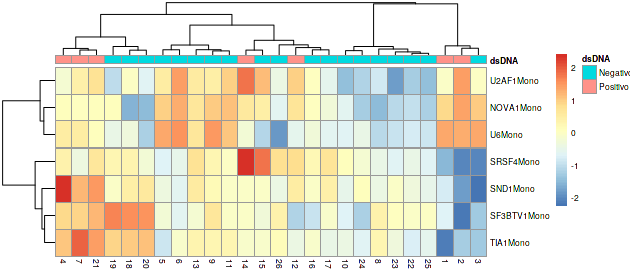 dsDNA
dsDNA
Negativo
Positivo
U2AF1Mono
NOVA1Mono
U6Mono
SRSF4Mono
SND1Mono
SF3BTV1Mono
TIA1Mono
2
1
0
-1
-2
4 7 21 19 18 20 5 6 13 9 11 14 15 26 12 16 17 10 24 8 23 22 25 1 2 3